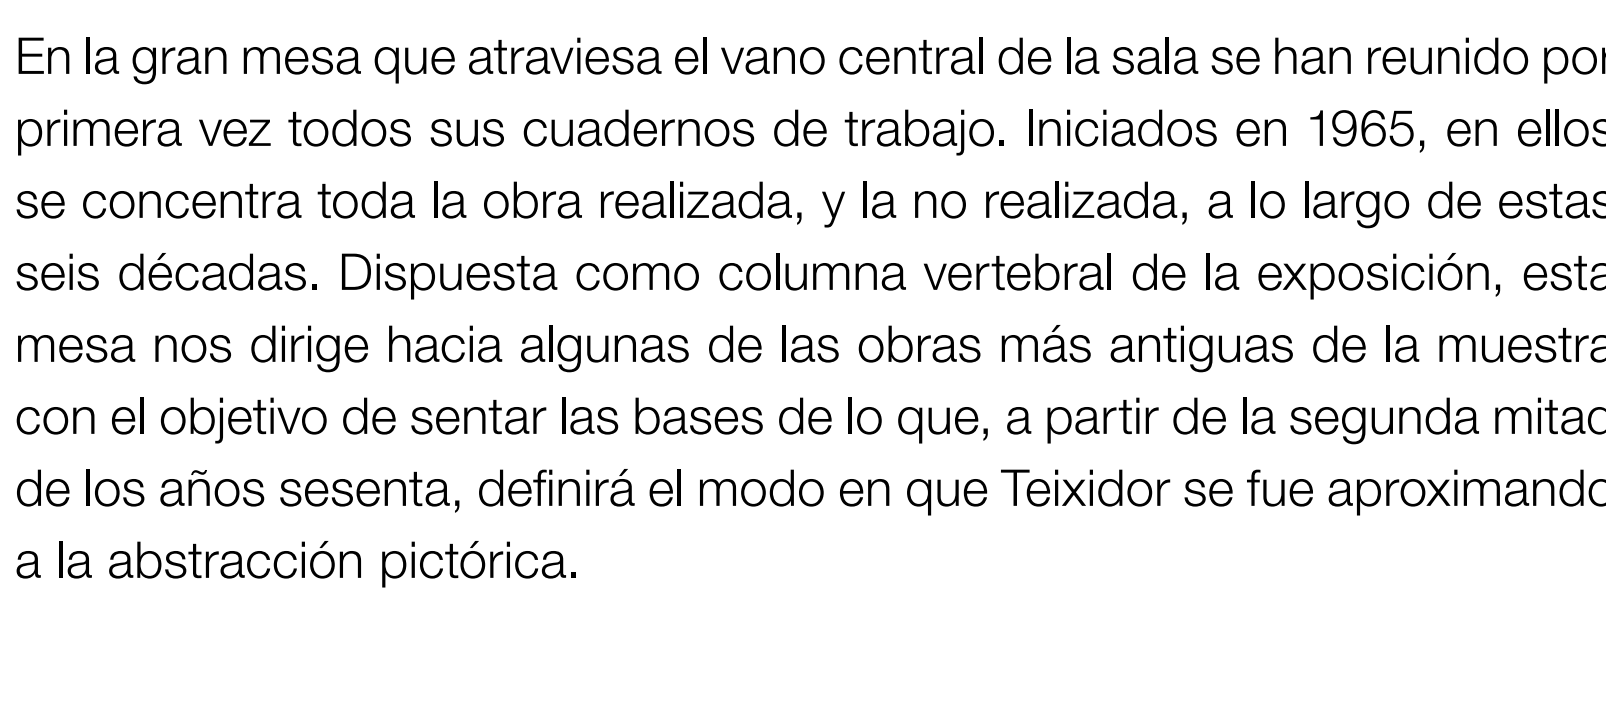 En la gran mesa que atraviesa el vano central de la sala se han reunido por
primera vez todos sus cuadernos de trabajo. Iniciados en 1965, en ellos
se concentra toda la obra realizada, y la no realizada, a lo largo de estas
seis décadas. Dispuesta como columna vertebral de la exposición, esta
mesa nos dirige hacia algunas de las obras más antiguas de la muestra
con el objetivo de sentar las bases de lo que, a partir de la segunda mitad
de los años sesenta, definirá el modo en que Teixidor se fue aproximando
a la abstracción pictórica.